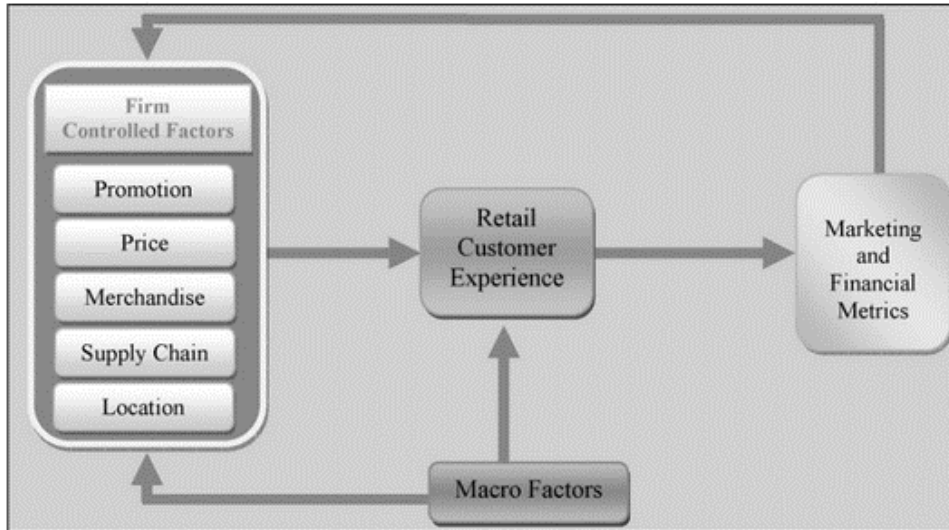 Firm
Controlled Factors
Promotion
Price
Merchandise
Supply Chain
Location
Retail
Customer
Experience
Marketing
and
Financial
Metrics
Macro Factors